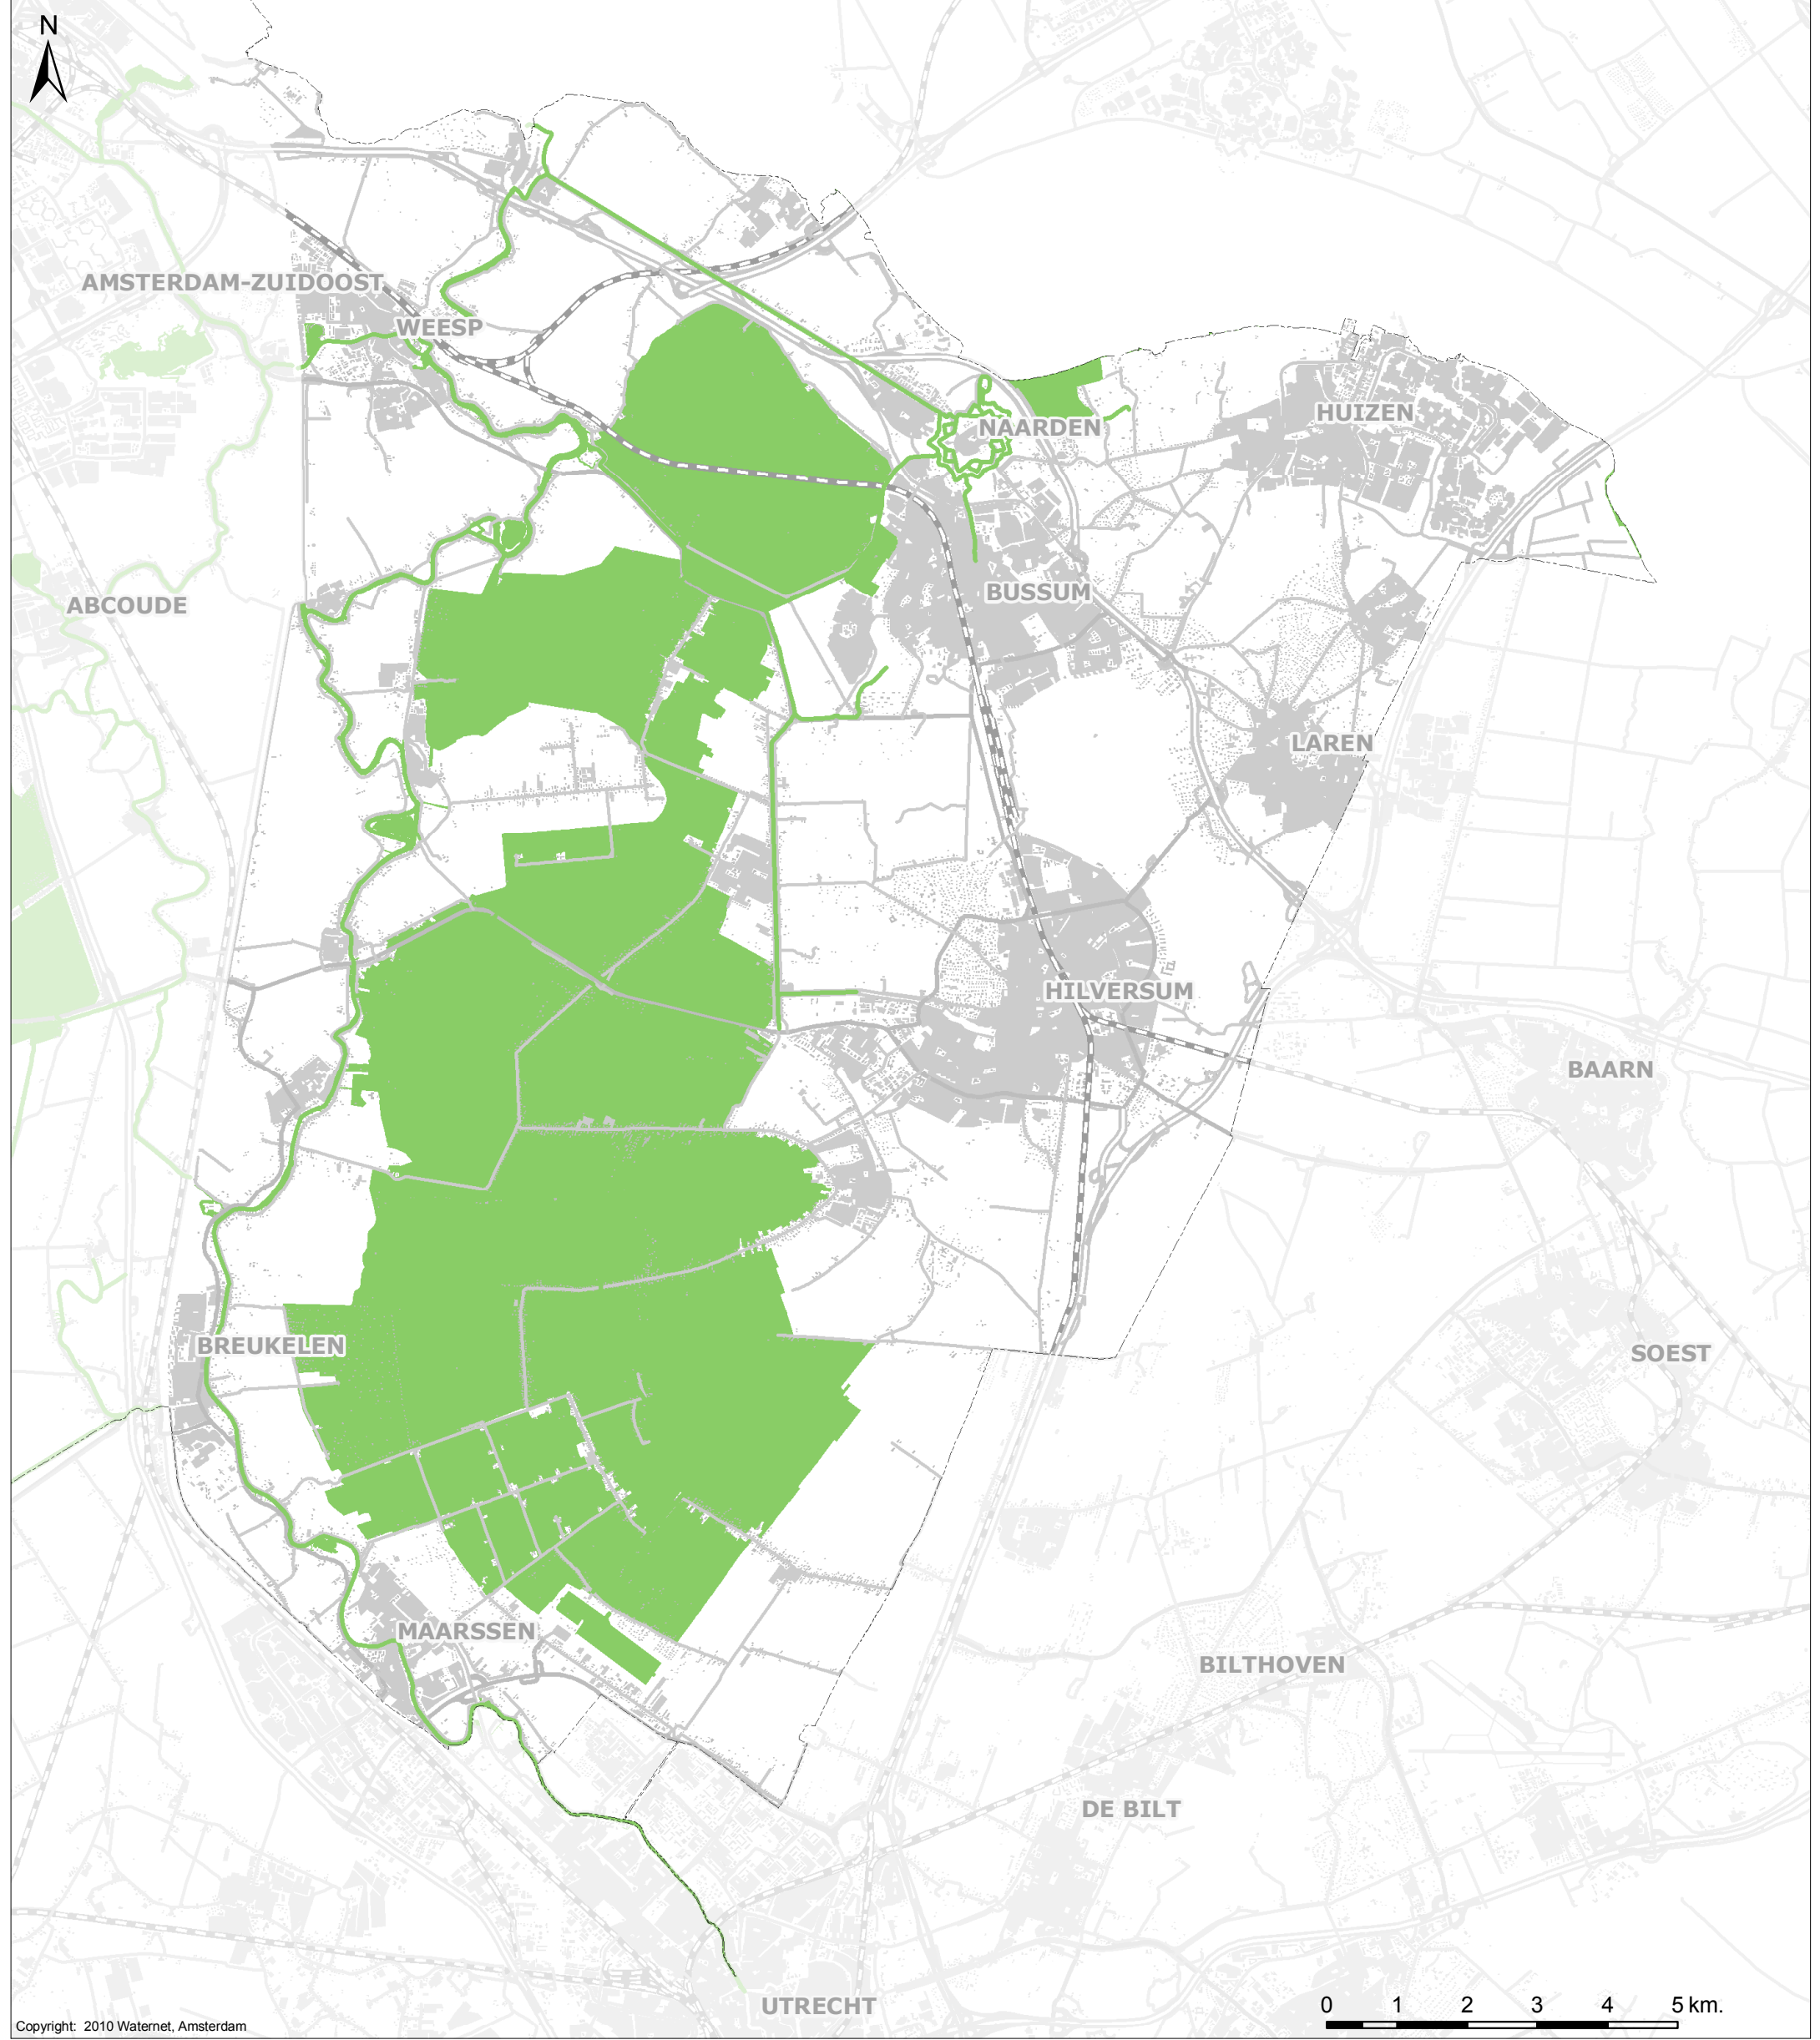 N
AMSTERDAM-ZUIDOOST
WEESP
HUIZEN
NAARDEN
BUSSUM
ABCOUDE
LAREN
HILVERSUM
BAARN
BREUKELEN
SOEST
MAARSSEN
BILTHOVEN
DE BILT
UTRECHT
0 1 2 3 4 5 km.
Copyright: 2010 Waternet, Amsterdam